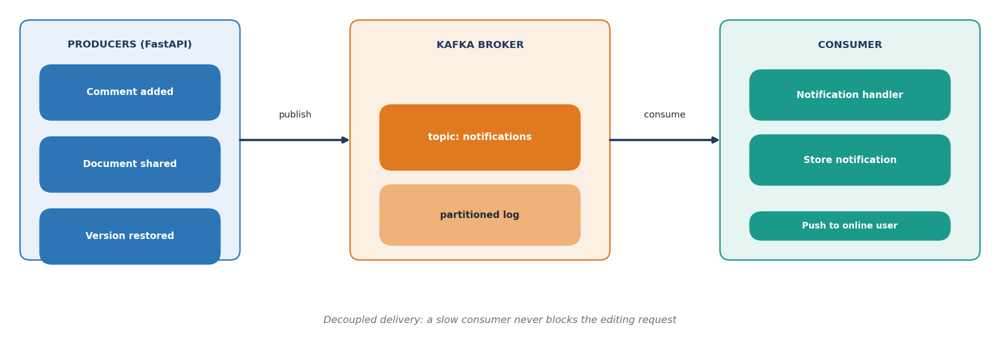 PRODUCERS (FastAPI)
Comment added
Document shared
Version restored
publish
KAFKA BROKER
topic: notifications
partitioned log
consume
CONSUMER
Notification handler
Store notification
Push to online user
Decoupled delivery: a slow consumer never blocks the editing request